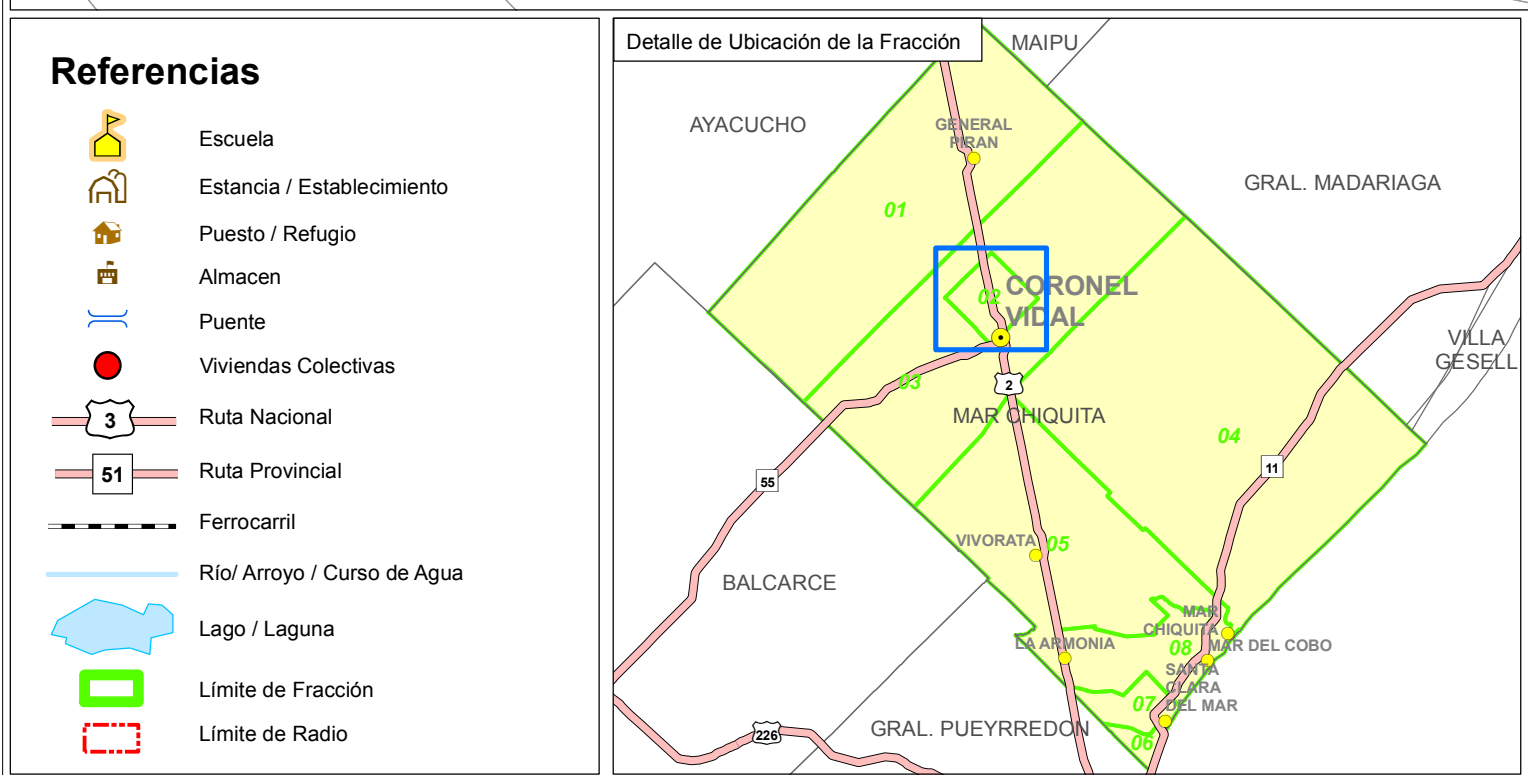 Referencias
Escuela
Estancia / Establecimiento
Puesto / Refugio
Almacen
Puente
Viviendas Colectivas
3
Ruta Nacional
51
Ruta Provincial
Ferrocarril
Río/ Arroyo / Curso de Agua
Lago / Laguna
Límite de Fracción
Límite de Radio
Detalle de Ubicación de la Fracción
MAIPU
AYACUCHO
GENERAL
PIRAN
GRAL. MADARIAGA
01
02
CORONEL
VIDAL
VILLA
GESELL
03
2
MAR CHIQUITA
04
11
55
VIVORATA
05
BALCARCE
MAR
CHIQUITA
LA ARMONIA
08
MAR DEL COBO
SANTA
CLARA
DEL MAR
07
GRAL. PUEYRREDON
06
226